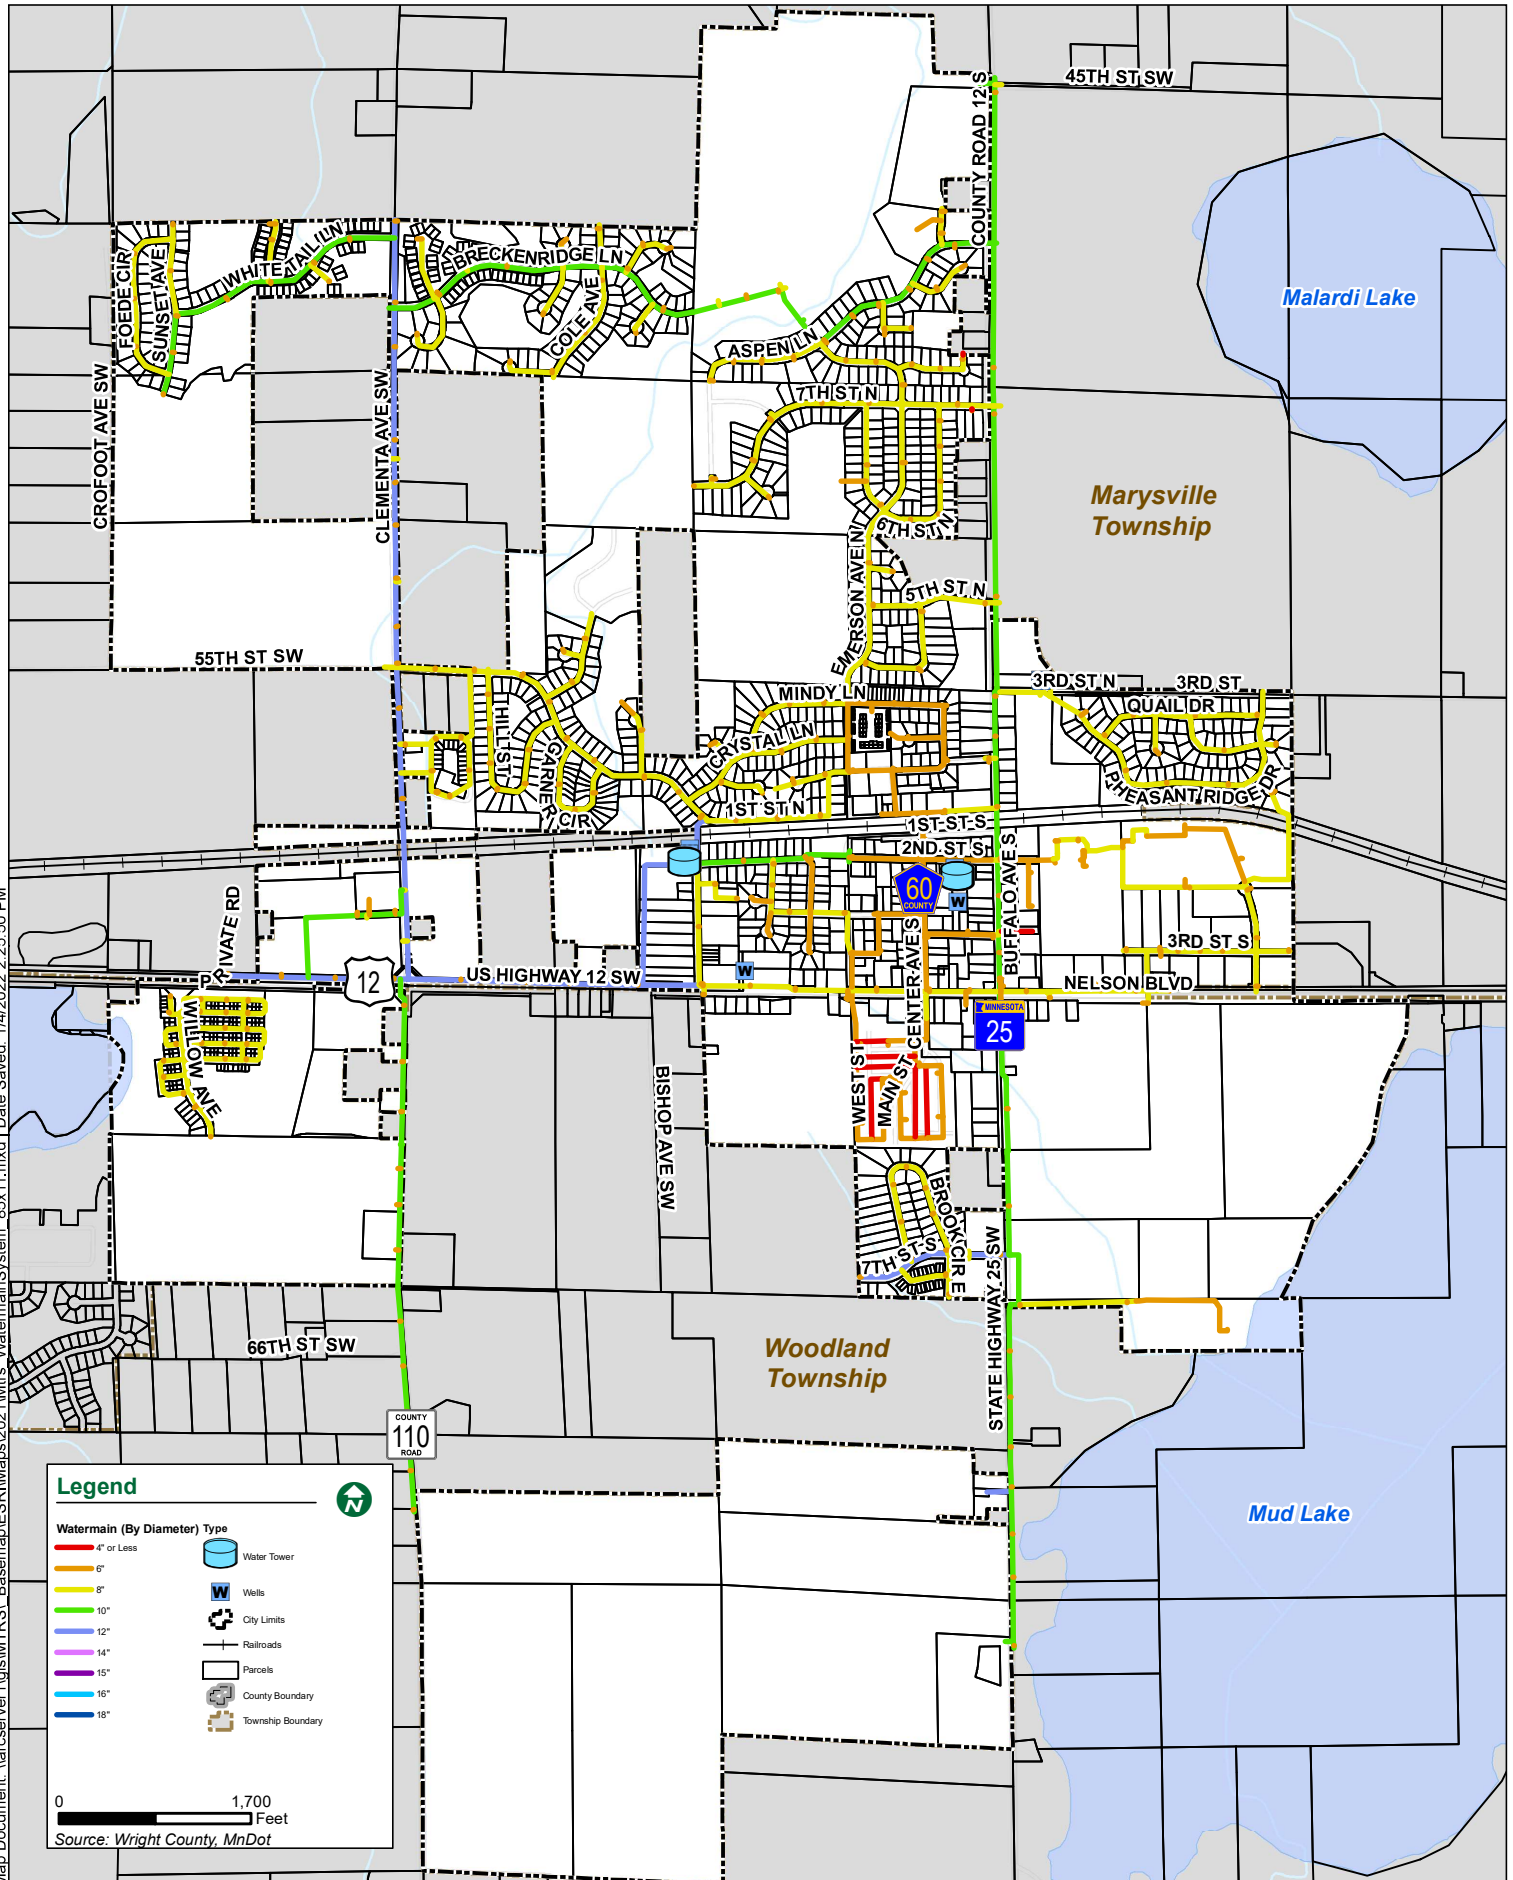 45TH ST SW
COUNTY ROAD 12 S
Malardi Lake
WHITE TAIL LN
FOEDE CIR
SUNSET AVE
EBRECKENRIDGE LN
COLE AVE
ASPEN LN
7TH ST N
CROFOOT AVE SW
CLEMENTA AVE SW
Marysville
Township
6TH ST N
EMERSON AVE N
5TH ST N
55TH ST SW
3RD ST N
3RD ST
MINDY LN
QUAIL DR
HILL ST
GARNER CIR
CRYSTAL LN
PHEASANT RIDGE DR
1ST ST N
1ST ST S
2ND ST S
60
COUNTY
W
BUFFALO AVE S
PRIVATE RD
3RD ST S
12
US HIGHWAY 12 SW
W
CENTER AVE S
NELSON BLVD
MINNESOTA
25
WILLOW AVE
BISHOP AVE SW
WEST ST
MAIN ST
BROOK CIR E
7TH ST S
STATE HIGHWAY 25 SW
66TH ST SW
Woodland
Township
COUNTY
110
ROAD
Mud Lake
Legend
N
Watermain (By Diameter) Type
4" or Less
6"
8"
10"
12"
14"
15"
16"
18"
Water Tower
W
Wells
City Limits
Railroads
Parcels
County Boundary
Township Boundary
0 1,700
Feet
Source: Wright County, MnDot